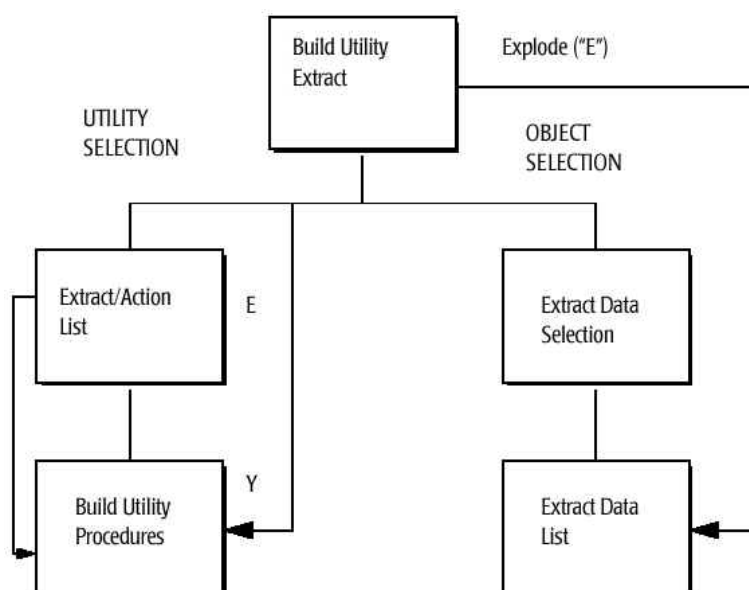 Build Utility
Extract
Explode ("E")
UTILITY
SELECTION
OBJECT
SELECTION
Extract/Action
List
E
Extract Data
Selection
Build Utility
Procedures
Y
Extract Data
List